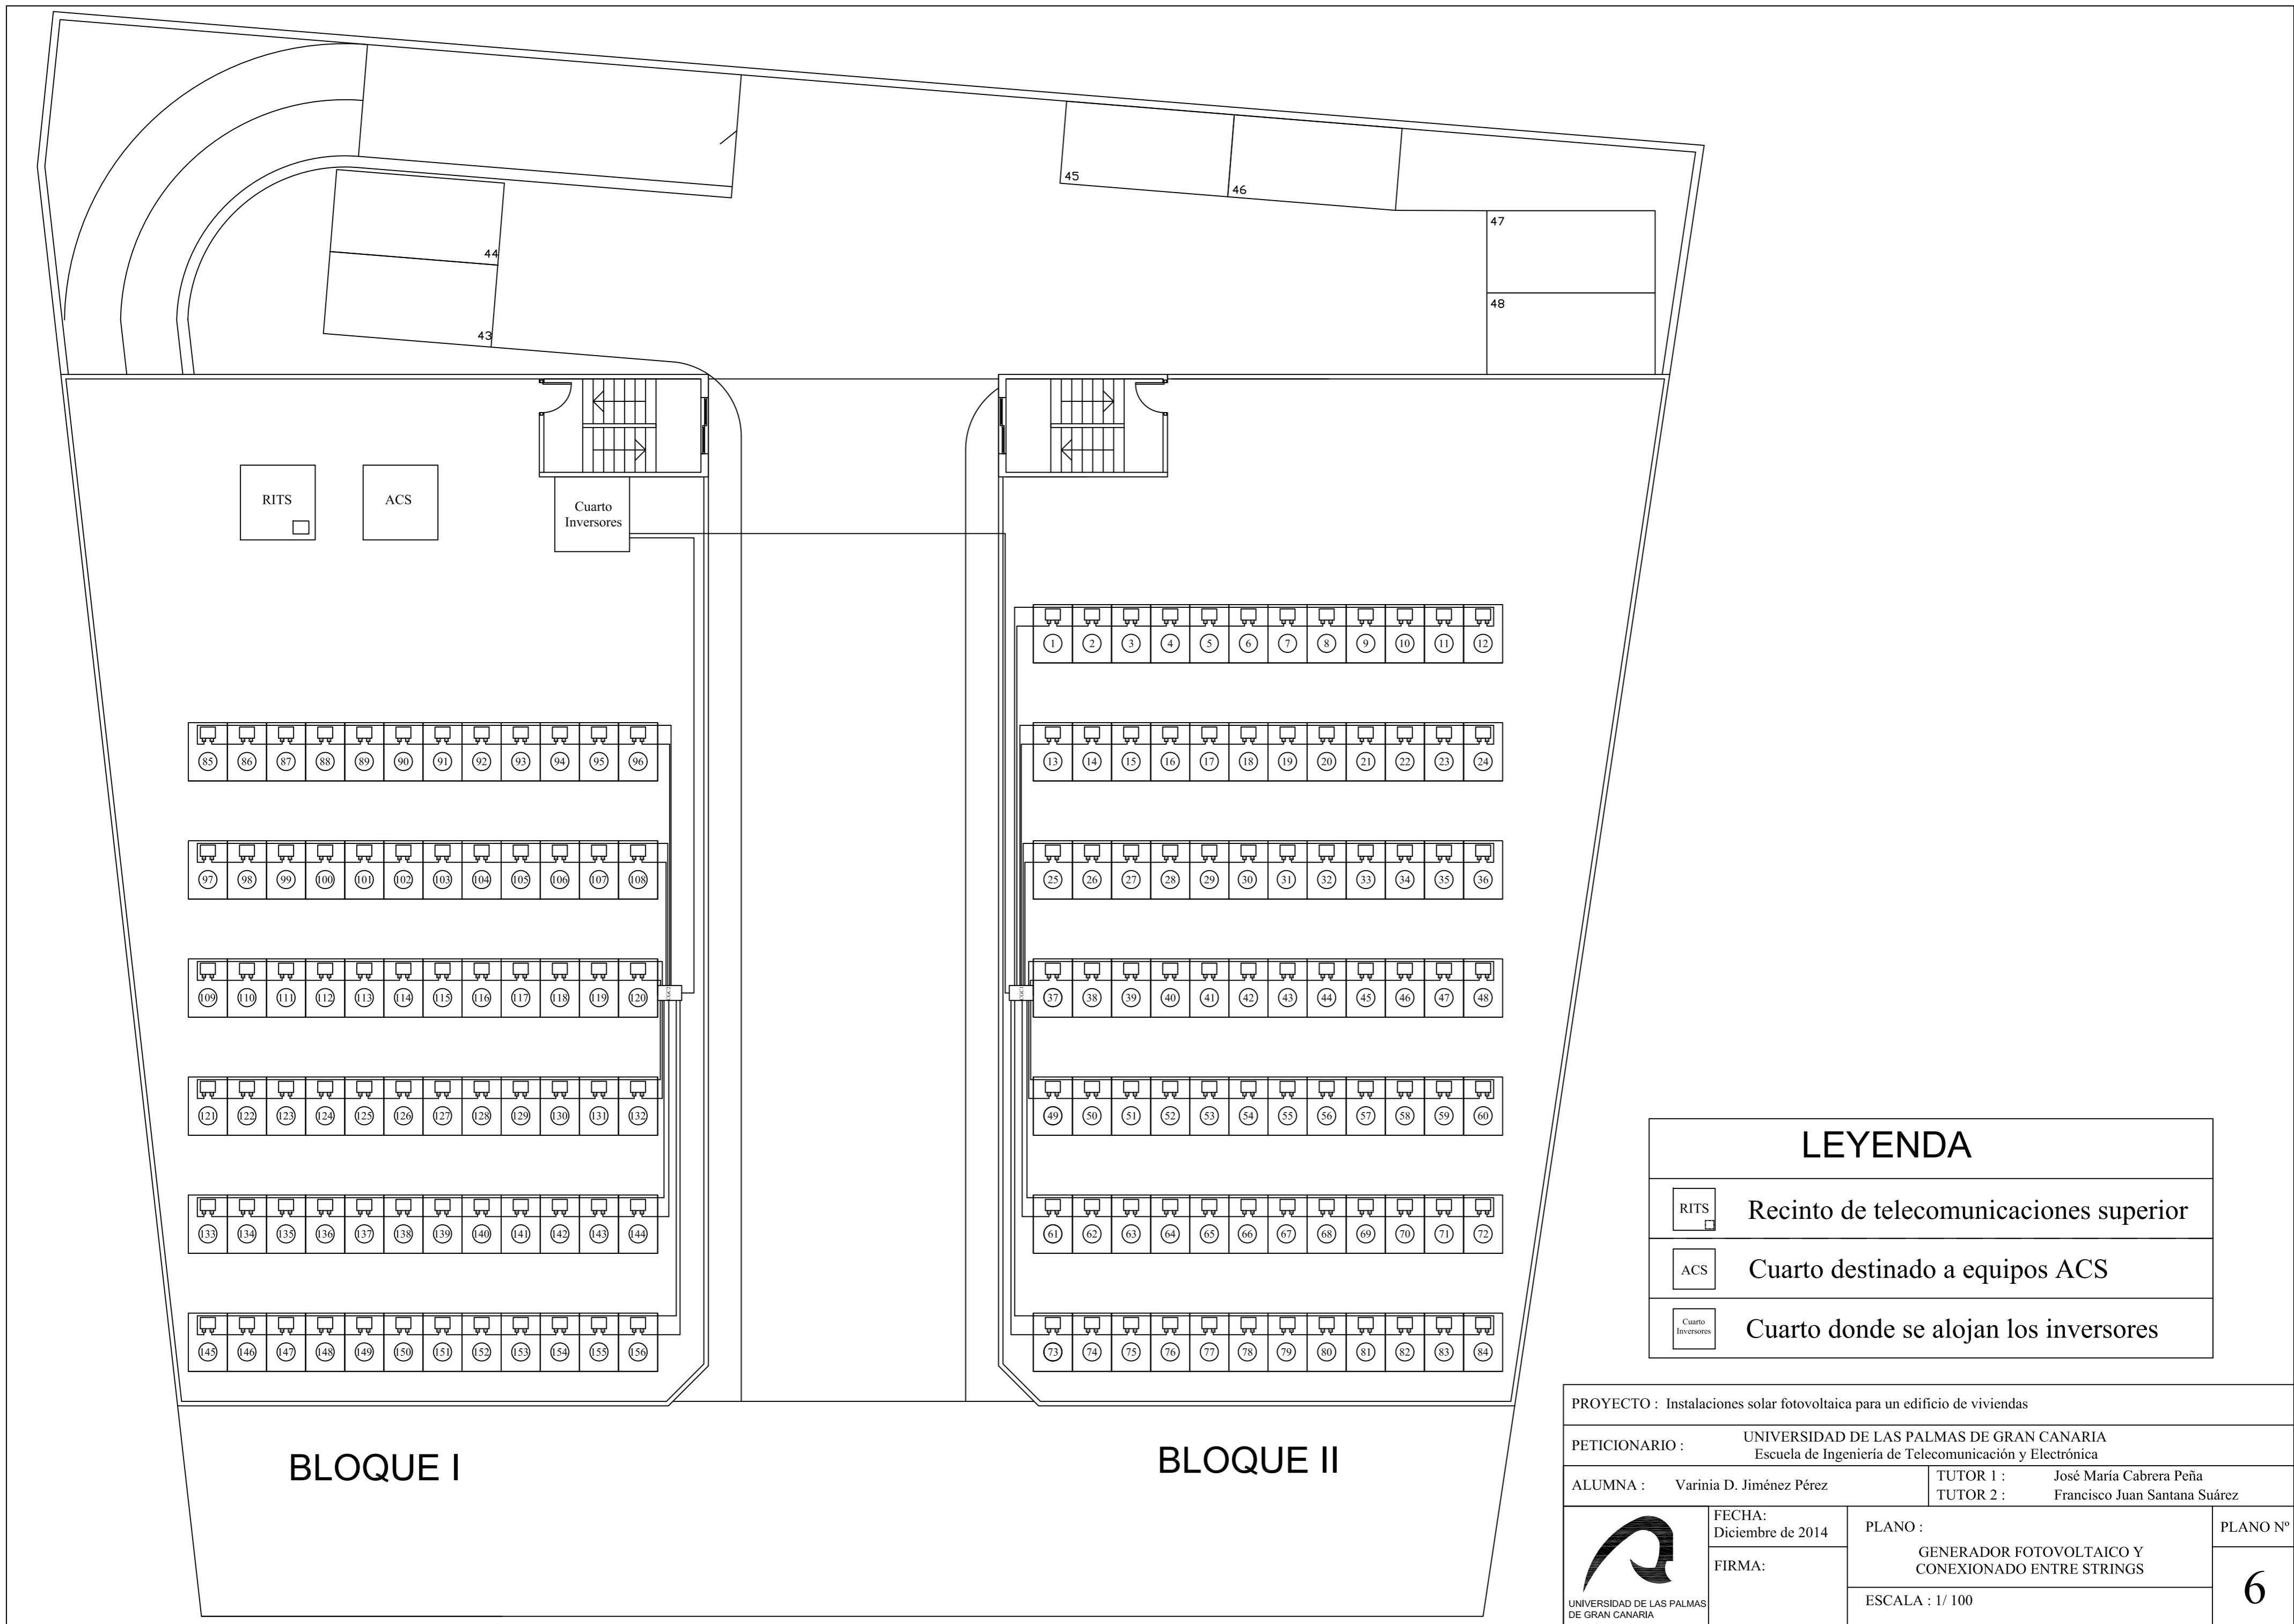 45
46
47
44
48
43
RITS
ACS
Cuarto
Inversores
1 2 3 4 5 6 7 8 9 10 11 12
85 86 87 88 89 90 91 92 93 94 95 96
13 14 15 16 17 18 19 20 21 22 23 24
97 98 99 100 101 102 103 104 105 106 107 108
25 26 27 28 29 30 31 32 33 34 35 36
109 110 111 112 113 114 115 116 117 118 119 120
37 38 39 40 41 42 43 44 45 46 47 48
121 122 123 124 125 126 127 128 129 130 131 132
49 50 51 52 53 54 55 56 57 58 59 60
133 134 135 136 137 138 139 140 141 142 143 144
61 62 63 64 65 66 67 68 69 70 71 72
145 146 147 148 149 150 151 152 153 154 155 156
73 74 75 76 77 78 79 80 81 82 83 84
BLOQUE I
BLOQUE II
LEYENDA
RITS
Recinto de telecomunicaciones superior
ACS
Cuarto destinado a equipos ACS
Cuarto
Inversores
Cuarto donde se alojan los inversores
PROYECTO : Instalaciones solar fotovoltaica para un edificio de viviendas
PETICIONARIO :
UNIVERSIDAD DE LAS PALMAS DE GRAN CANARIA
Escuela de Ingeniería de Telecomunicación y Electrónica
ALUMNA : Varinia D. Jiménez Pérez
TUTOR 1 : José María Cabrera Peña
TUTOR 2 : Francisco Juan Santana Suárez
UNIVERSIDAD DE LAS PALMAS
DE GRAN CANARIA
FECHA:
Diciembre de 2014
FIRMA:
PLANO :
GENERADOR FOTOVOLTAICO Y
CONEXIONADO ENTRE STRINGS
ESCALA : 1/ 100
PLANO Nº
6